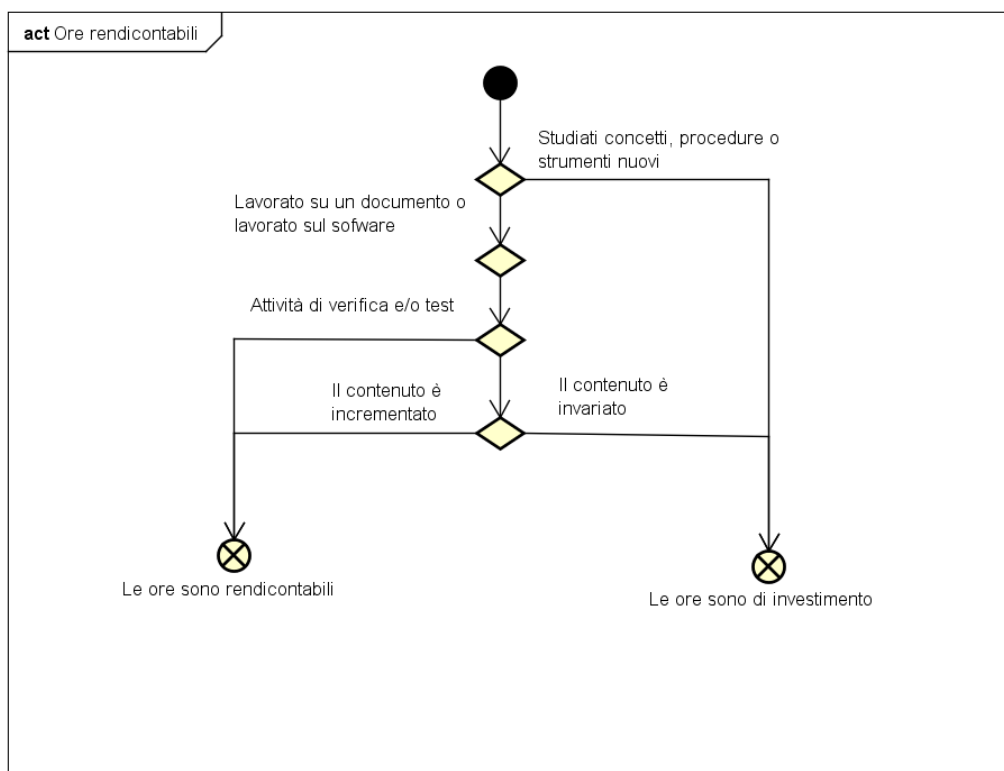 act Ore rendicontabili
Studiati concetti, procedure o
strumenti nuovi
Lavorato su un documento o
lavorato sul sofware
Attività di verifica e/o test
Il contenuto è
incrementato
Il contenuto è
invariato
Le ore sono rendicontabili
Le ore sono di investimento